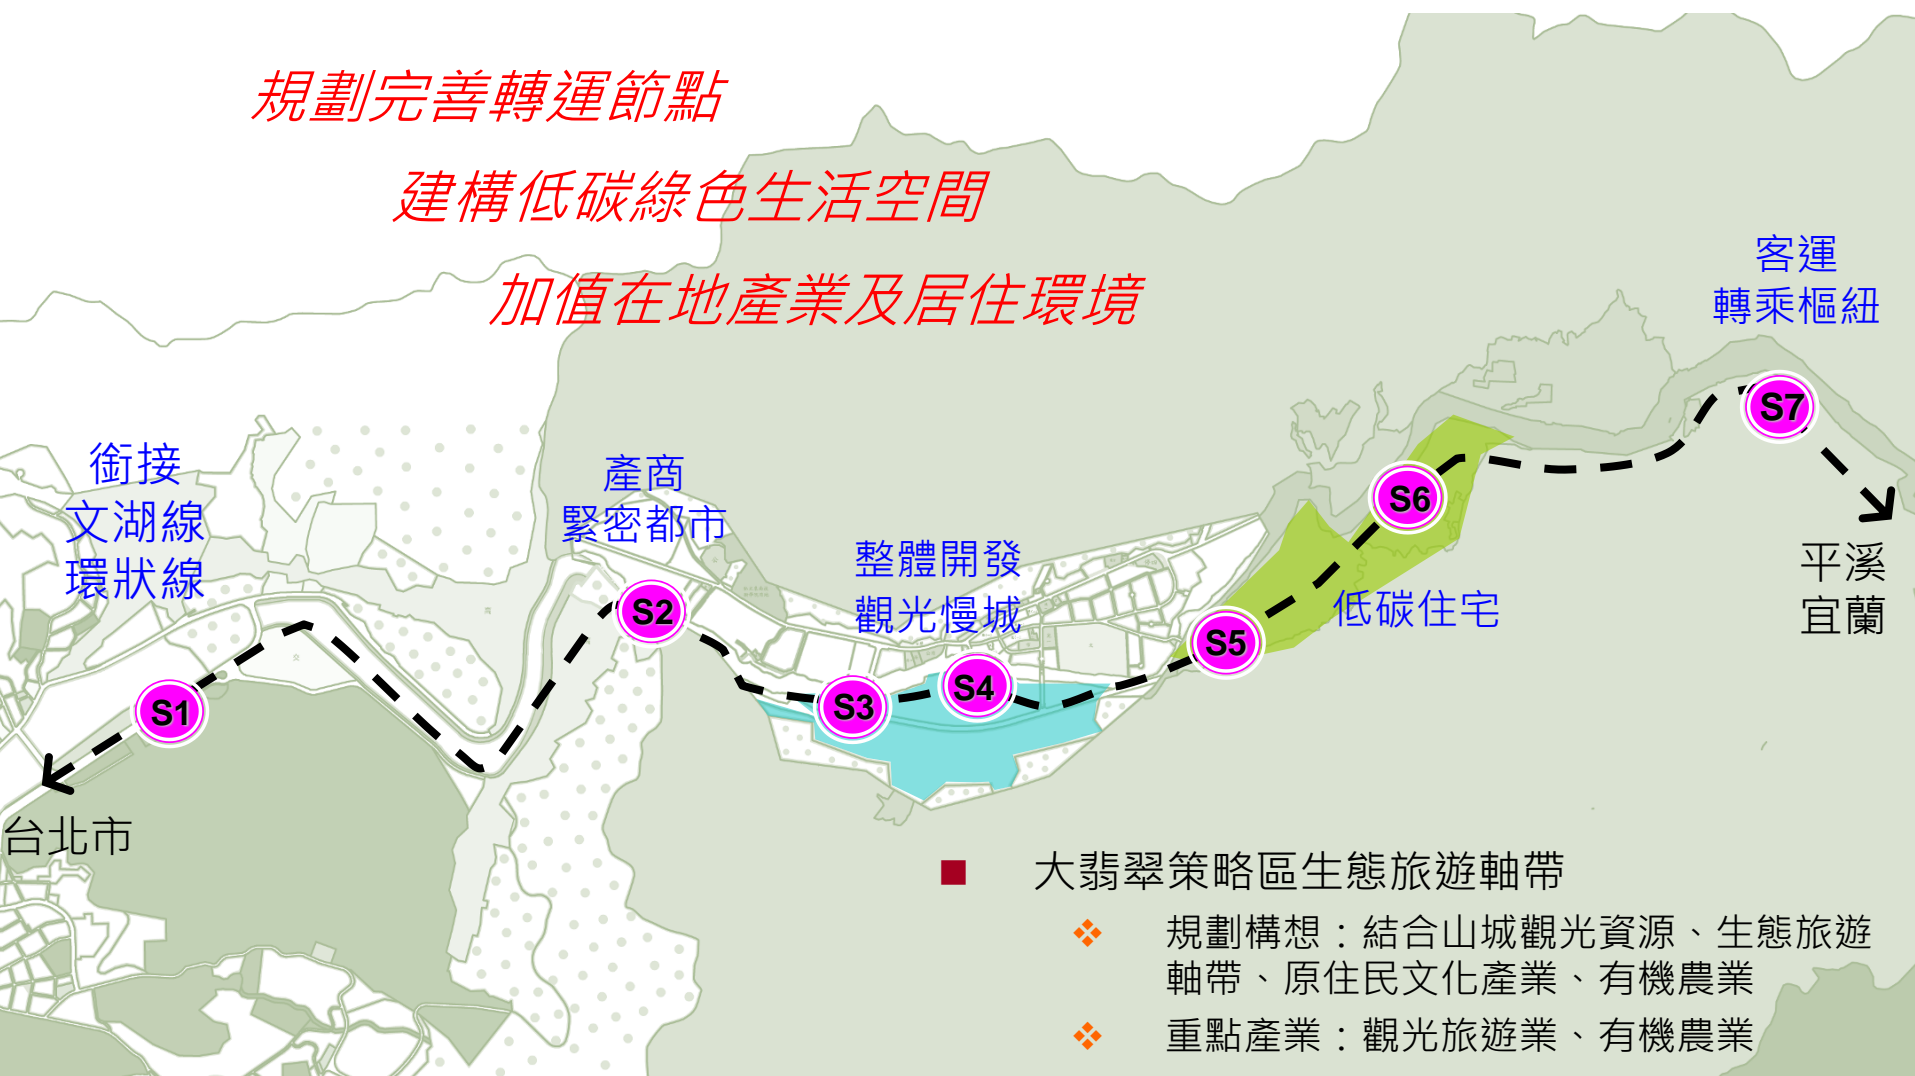 規劃完善轉運節點
建構低碳綠色生活空間
加值在地產業及居住環境
客運
轉乘樞紐
銜接
文湖線
環狀線
產商
緊密都市
整體開發
觀光慢城
低碳住宅
S1
S2
S3
S4
S5
S6
S7
平溪
宜蘭
台北市
大翡翠策略區生態旅遊軸帶
規劃構想：結合山城觀光資源、生態旅遊
軸帶、原住民文化產業、有機農業
重點產業：觀光旅遊業、有機農業